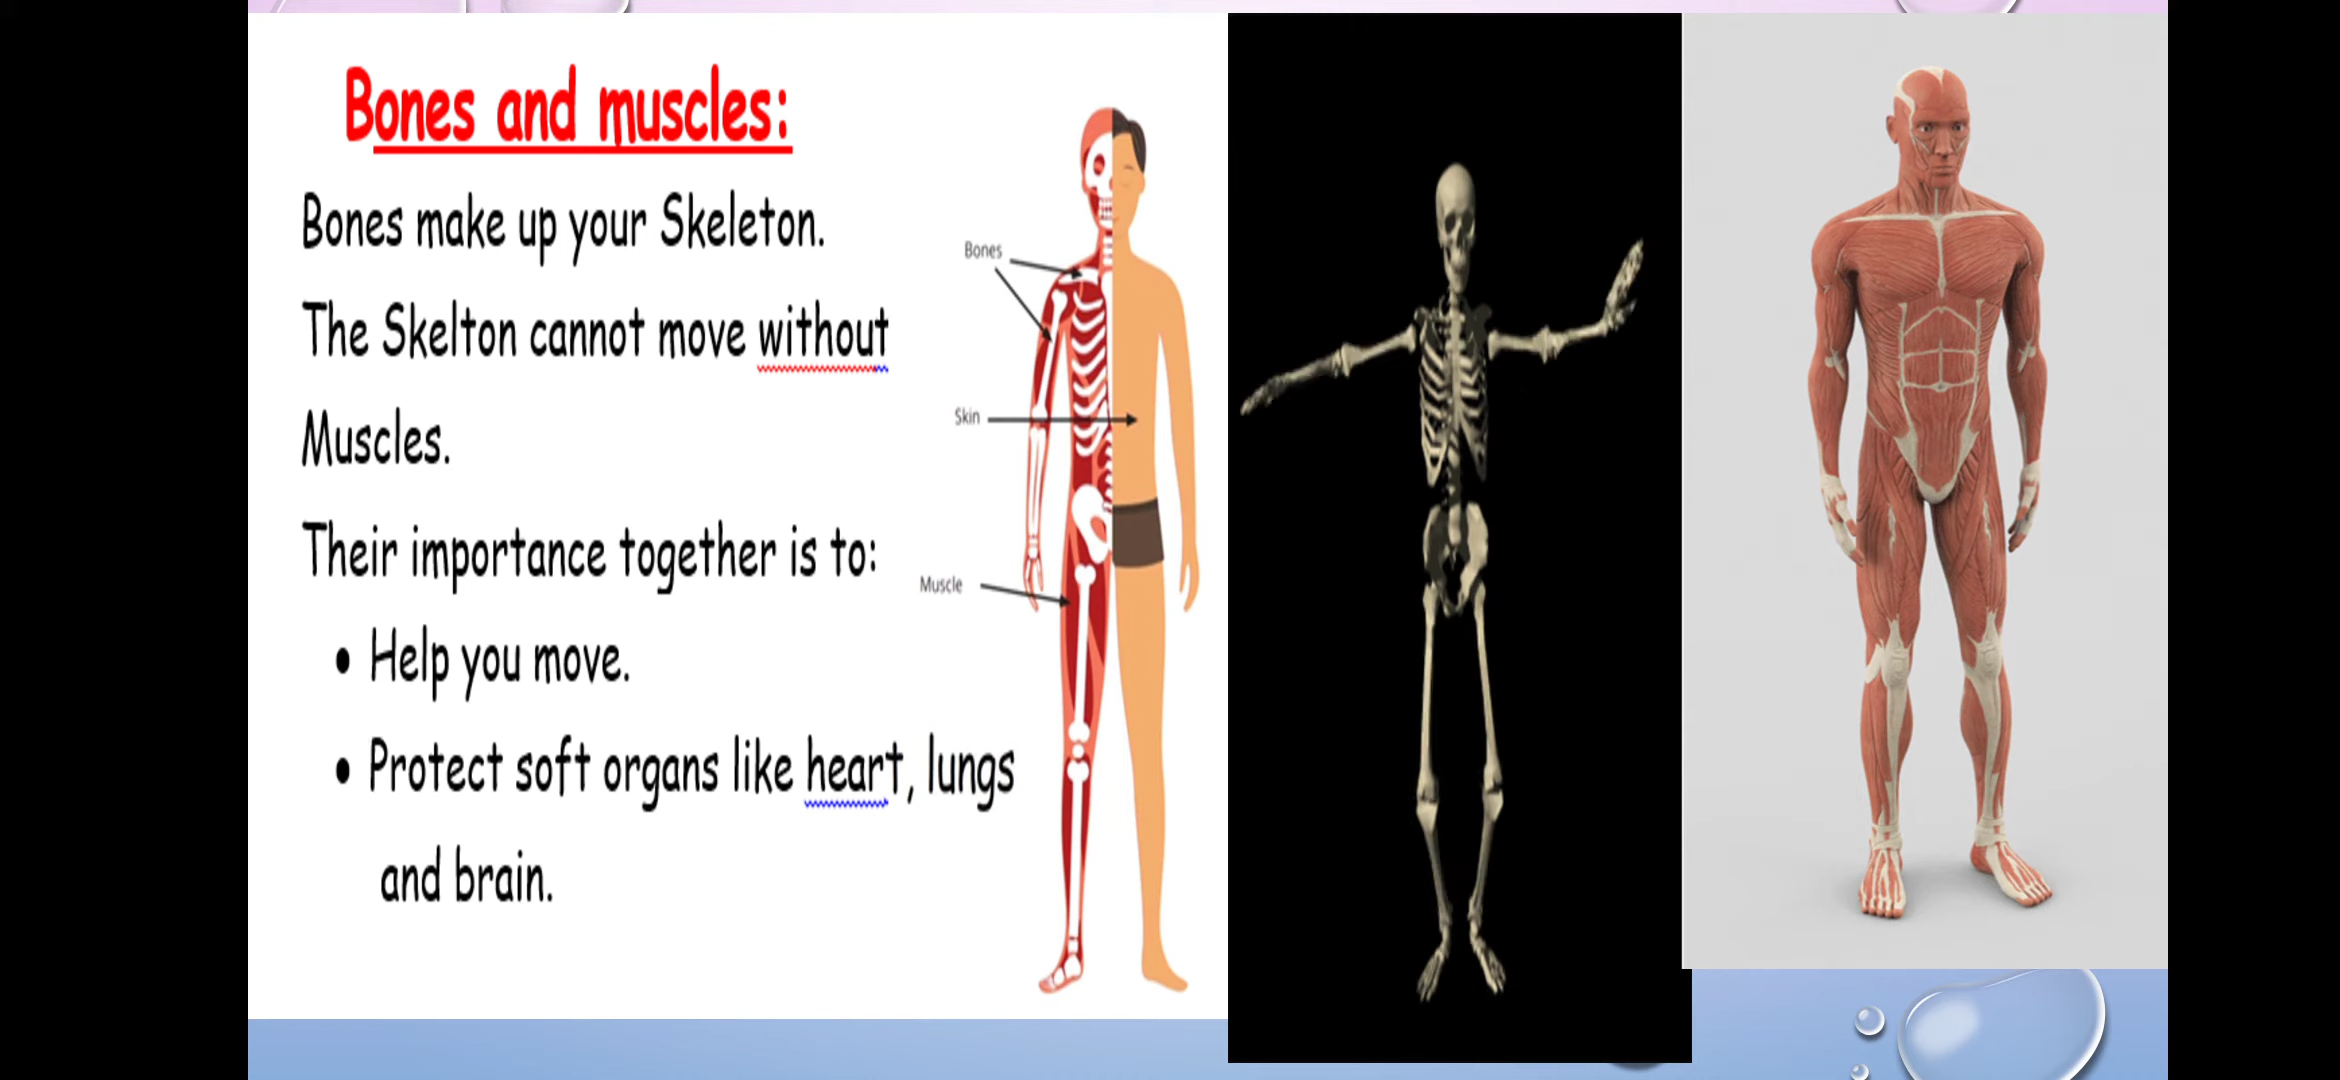 Bones and muscles:
Bones make up your Skeleton.
The Skelton cannot move without
Muscles.
Their importance together is to:
• Help you move.
• Protect soft organs like heart, lungs
and brain.
Bones
Skin
Muscle